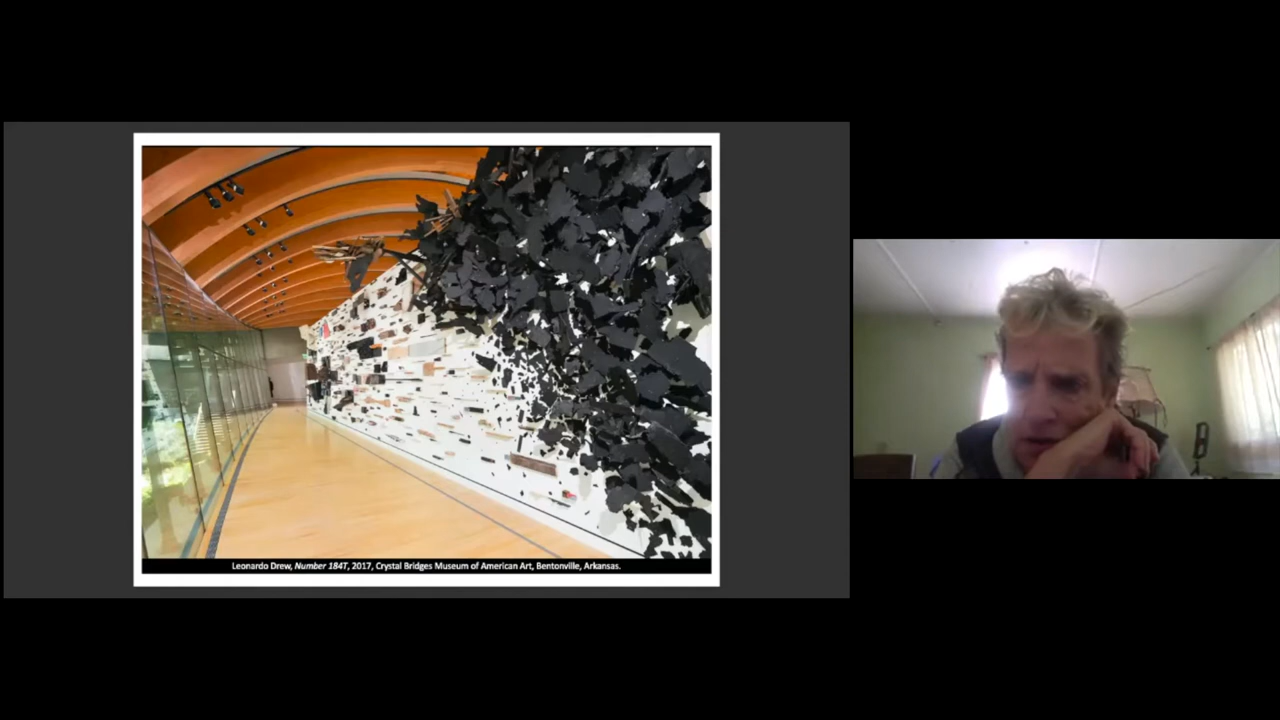 Leonardo Drew, Number 184T, 2017, Crystal Bridges Museum of American Art, Bentonville, Arkansas.